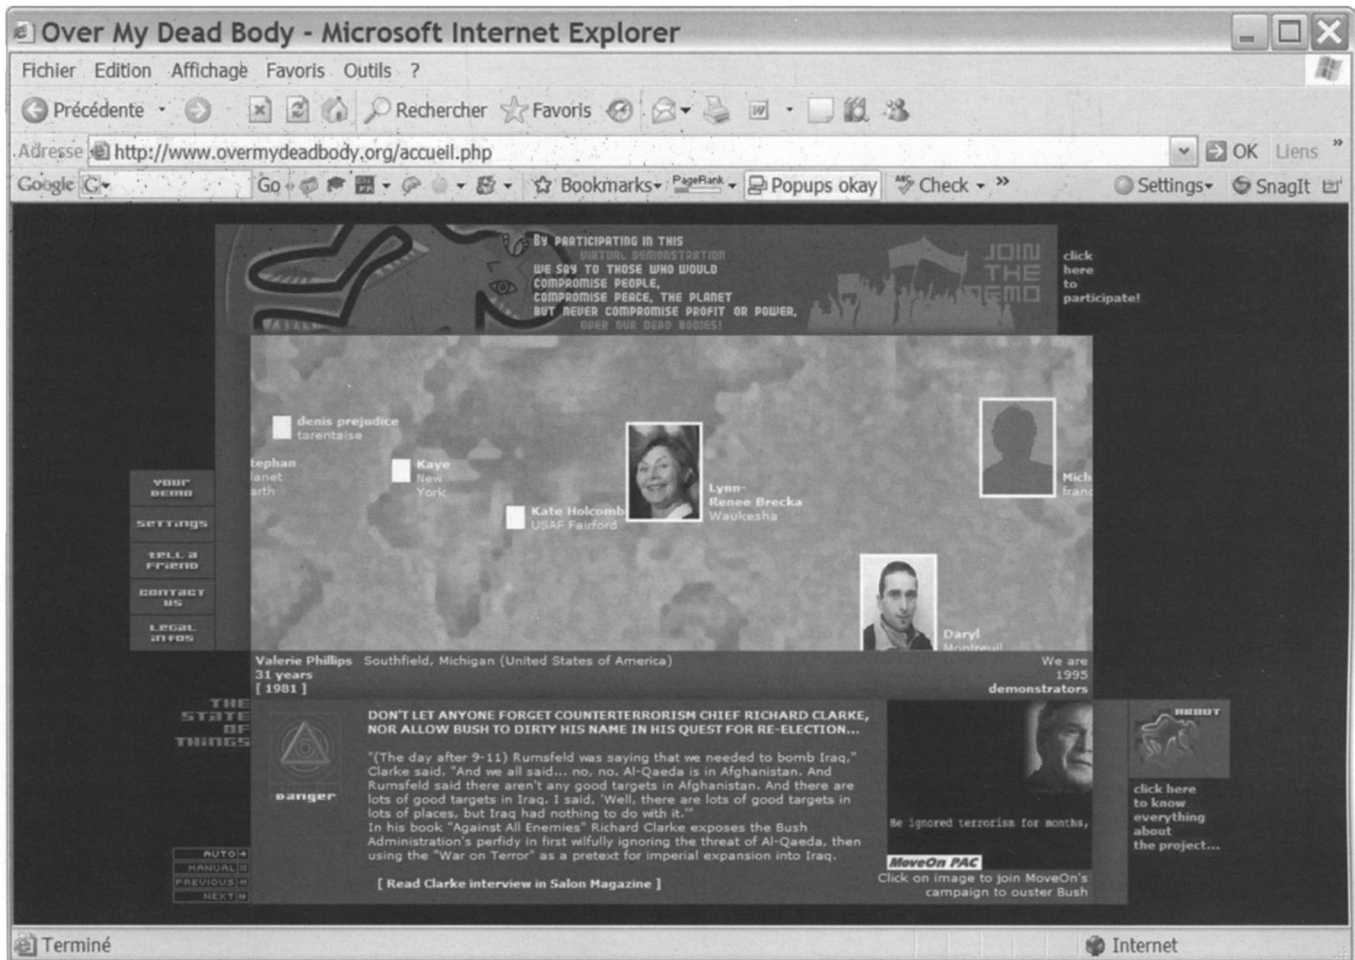 Over My Dead Body - Microsoft Internet Explorer
Fichier Edition Affichage Favoris Outils ?
Précédente Rechercher Favoris
Adresse http://www.overmydeadbody.org/accueil.php OK Liens »
Google G Go Bookmarks PageRank Popups okay ABC Check » Settings SnagIt
BY PARTICIPATING IN THIS
VIRTUAL DEMONSTRATION
WE SAY TO THOSE WHO WOULD
COMPROMISE PEOPLE,
COMPROMISE PEACE, THE PLANET
BUT NEVER COMPROMISE PROFIT OR POWER,
OVER OUR DEAD BODIES!
JOIN
THE
DEMO
click
here
to
participate!
denis prejudice
tarentaise
tephan
lanet
arth
Kaye
New
York
Kate Holcomb
USAF Fairford
Lynn-
Renee Brecka
Waukesha
Mich
franc
Daryl
Montreuil
YOUR
DEMO
SETTINGS
TELL A
FRIEND
CONTACT
US
LEGAL
INFOS
Valerie Phillips Southfield, Michigan (United States of America)
31 years
[ 1981 ]
We are
1995
demonstrators
THE
STATE
OF
THINGS
Danger
DON'T LET ANYONE FORGET COUNTERTERRORISM CHIEF RICHARD CLARKE,
NOR ALLOW BUSH TO DIRTY HIS NAME IN HIS QUEST FOR RE-ELECTION...
"(The day after 9-11) Rumsfeld was saying that we needed to bomb Iraq,"
Clarke said. "And we all said... no, no. Al-Qaeda is in Afghanistan. And
Rumsfeld said there aren't any good targets in Afghanistan. And there are
lots of good targets in Iraq. I said, 'Well, there are lots of good targets in
lots of places, but Iraq had nothing to do with it.'"
In his book "Against All Enemies" Richard Clarke exposes the Bush
Administration's perfidy in first wilfully ignoring the threat of Al-Qaeda, then
using the "War on Terror" as a pretext for imperial expansion into Iraq.
[ Read Clarke interview in Salon Magazine ]
He ignored terrorism for months,
MoveOn PAC
Click on image to join MoveOn's
campaign to ouster Bush
ABOUT
click here
to know
everything
about
the project...
AUTO
MANUAL
PREVIOUS
NEXT
Terminé Internet